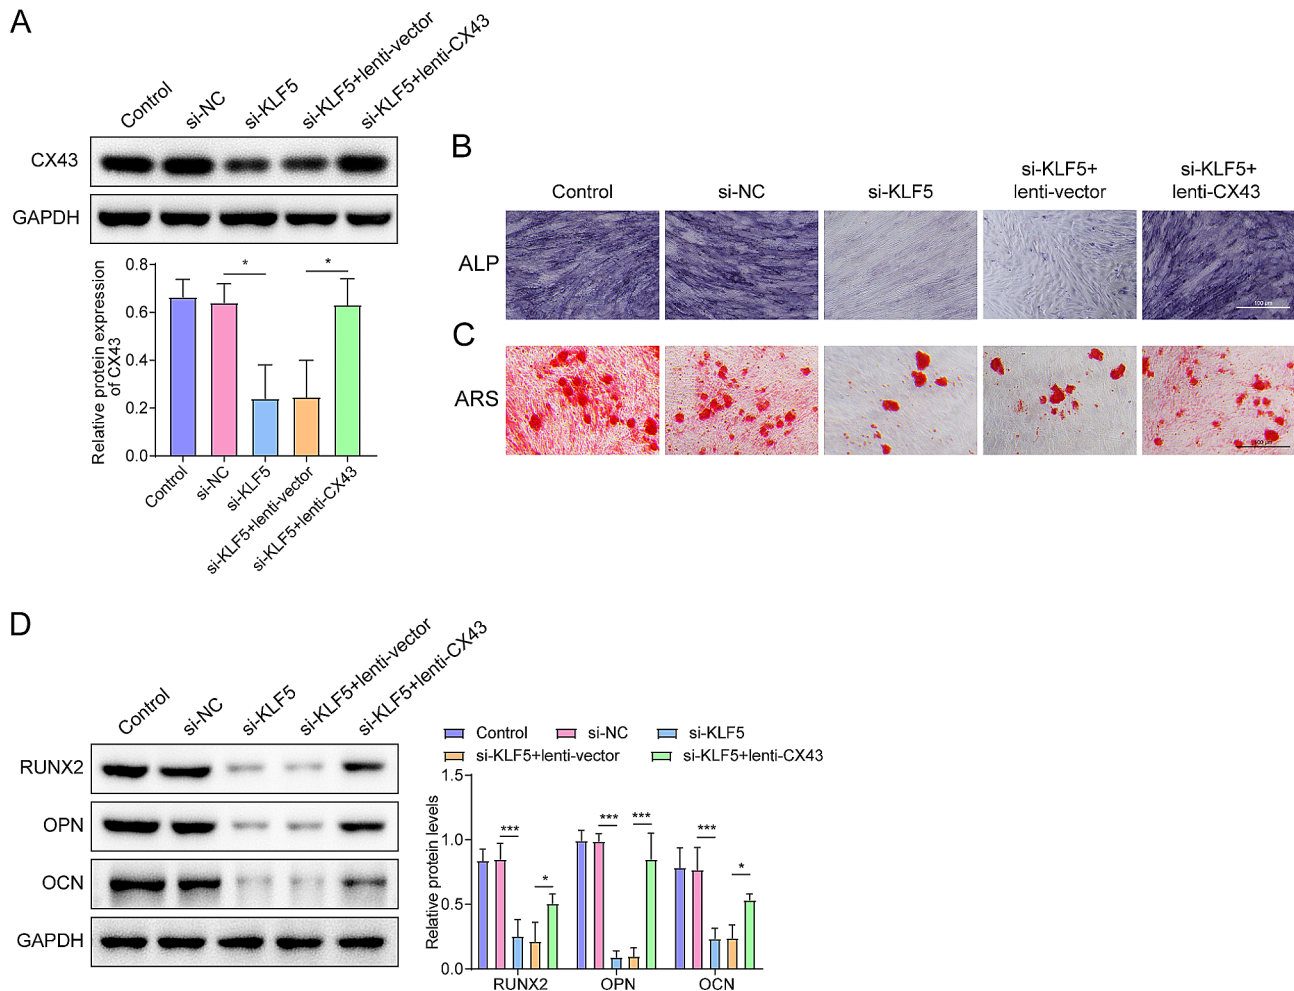 A
Control
si-NC
si-KLF5
si-KLF5+lenti-vector
si-KLF5+lenti-CX43
CX43
GAPDH
Relative protein expression
of CX43
0.8
0.6
0.4
0.2
0.0
*
*
Control
si-NC
si-KLF5
si-KLF5+lenti-vector
si-KLF5+lenti-CX43
B
Control
si-NC
si-KLF5
si-KLF5+
lenti-vector
si-KLF5+
lenti-CX43
ALP
100 μm
C
ARS
100 μm
D
Control
si-NC
si-KLF5
si-KLF5+lenti-vector
si-KLF5+lenti-CX43
RUNX2
OPN
OCN
GAPDH
Control
si-NC
si-KLF5
si-KLF5+lenti-vector
si-KLF5+lenti-CX43
Relative protein levels
1.5
1.0
0.5
0.0
***
*
***
***
***
*
RUNX2
OPN
OCN